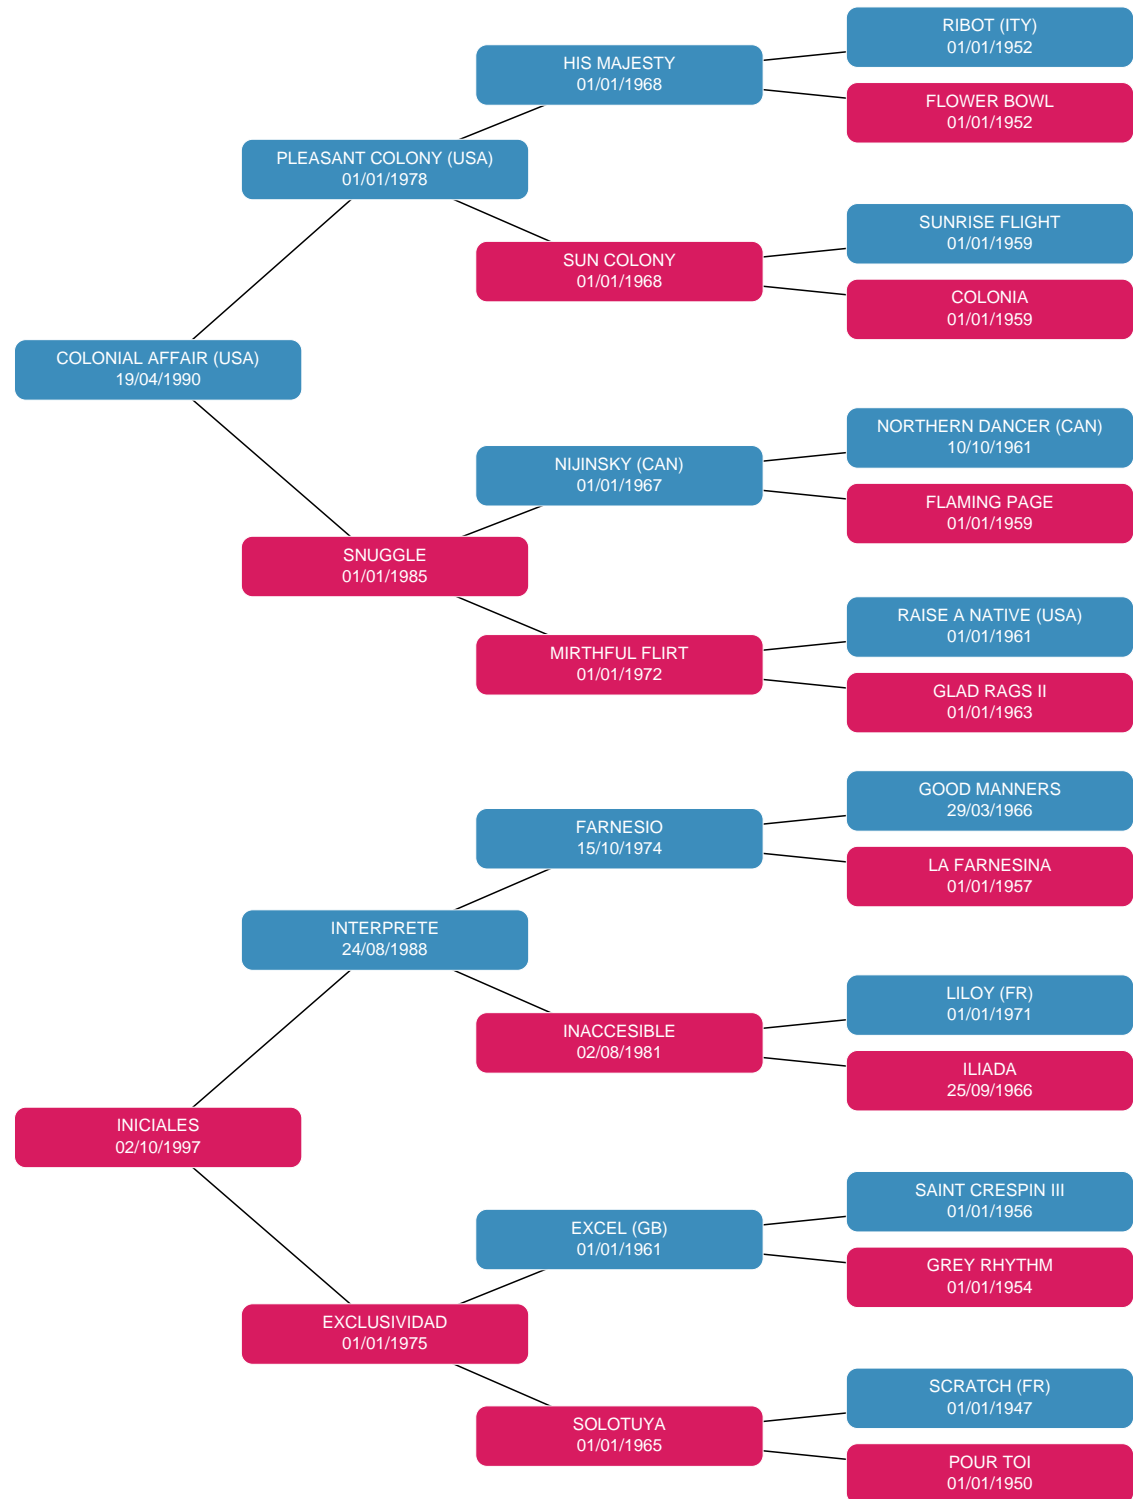 RIBOT (ITY)
01/01/1952
HIS MAJESTY
01/01/1968
FLOWER BOWL
01/01/1952
PLEASANT COLONY (USA)
01/01/1978
SUNRISE FLIGHT
01/01/1959
SUN COLONY
01/01/1968
COLONIA
01/01/1959
COLONIAL AFFAIR (USA)
19/04/1990
NORTHERN DANCER (CAN)
10/10/1961
NIJINSKY (CAN)
01/01/1967
FLAMING PAGE
01/01/1959
SNUGGLE
01/01/1985
RAISE A NATIVE (USA)
01/01/1961
MIRTHFUL FLIRT
01/01/1972
GLAD RAGS II
01/01/1963
GOOD MANNERS
29/03/1966
FARNESIO
15/10/1974
LA FARNESINA
01/01/1957
INTERPRETE
24/08/1988
LILOY (FR)
01/01/1971
INACCESIBLE
02/08/1981
ILIADA
25/09/1966
INICIALES
02/10/1997
SAINT CRESPIN III
01/01/1956
EXCEL (GB)
01/01/1961
GREY RHYTHM
01/01/1954
EXCLUSIVIDAD
01/01/1975
SCRATCH (FR)
01/01/1947
SOLOTUYA
01/01/1965
POUR TOI
01/01/1950